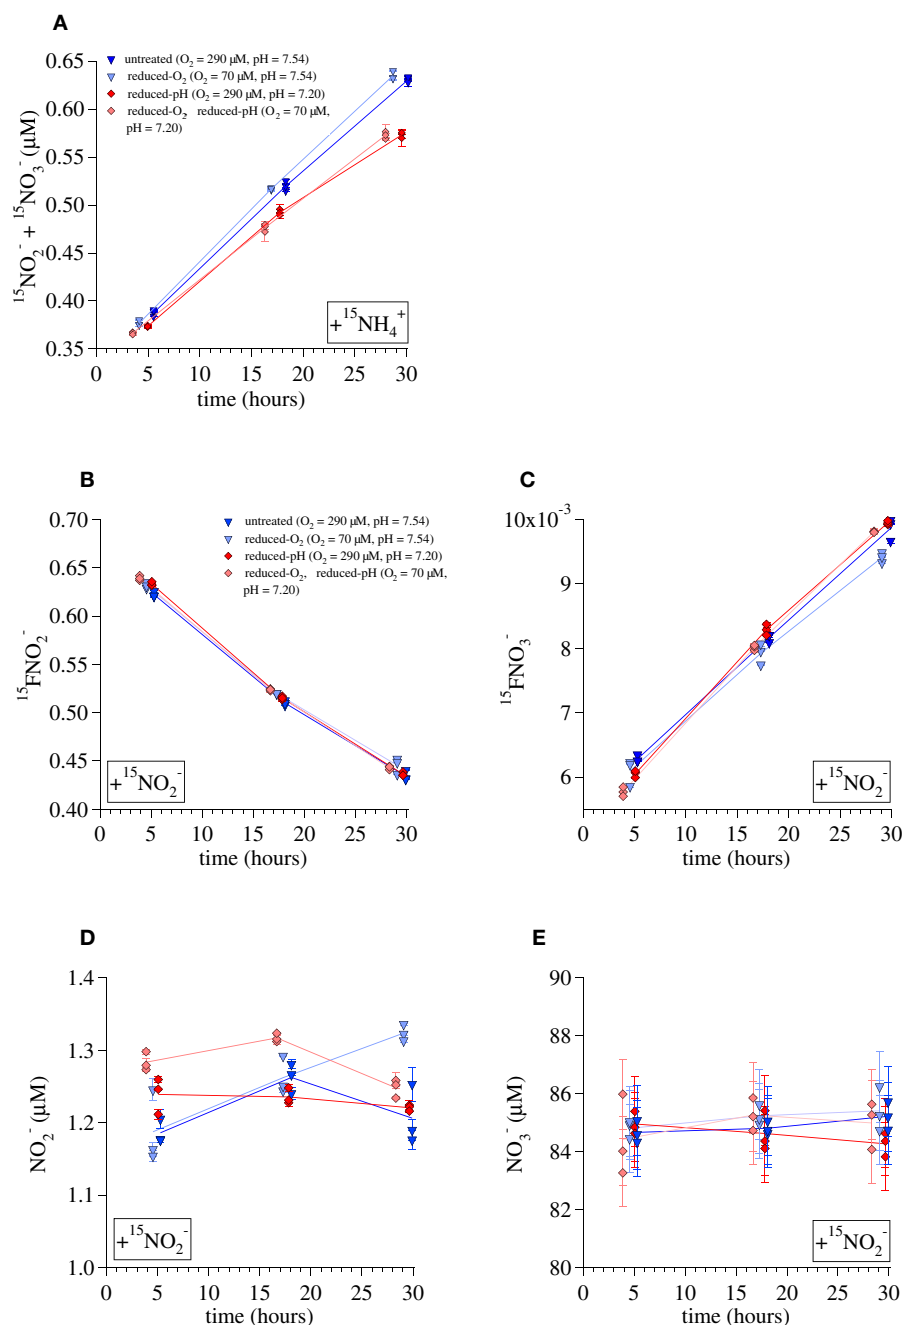 A
untreated (O₂ = 290 µM, pH = 7.54)
reduced-O₂ (O₂ = 70 µM, pH = 7.54)
reduced-pH (O₂ = 290 µM, pH = 7.20)
reduced-O₂, reduced-pH (O₂ = 70 µM,
pH = 7.20)
¹⁵NO₂⁻ + ¹⁵NO₃⁻ (µM)
0.65
0.60
0.55
0.50
0.45
0.40
0.35
+¹⁵NH₄⁺
0 5 10 15 20 25 30
time (hours)
B
untreated (O₂ = 290 µM, pH = 7.54)
reduced-O₂ (O₂ = 70 µM, pH = 7.54)
reduced-pH (O₂ = 290 µM, pH = 7.20)
reduced-O₂, reduced-pH (O₂ = 70 µM,
pH = 7.20)
¹⁵FNO₂⁻
0.70
0.65
0.60
0.55
0.50
0.45
0.40
+¹⁵NO₂⁻
0 5 10 15 20 25 30
time (hours)
C
¹⁵FNO₃⁻
10x10⁻³
9
8
7
6
+¹⁵NO₂⁻
0 5 10 15 20 25 30
time (hours)
D
NO₂⁻ (µM)
1.4
1.3
1.2
1.1
1.0
+¹⁵NO₂⁻
0 5 10 15 20 25 30
time (hours)
E
NO₃⁻ (µM)
90
88
86
84
82
80
+¹⁵NO₂⁻
0 5 10 15 20 25 30
time (hours)